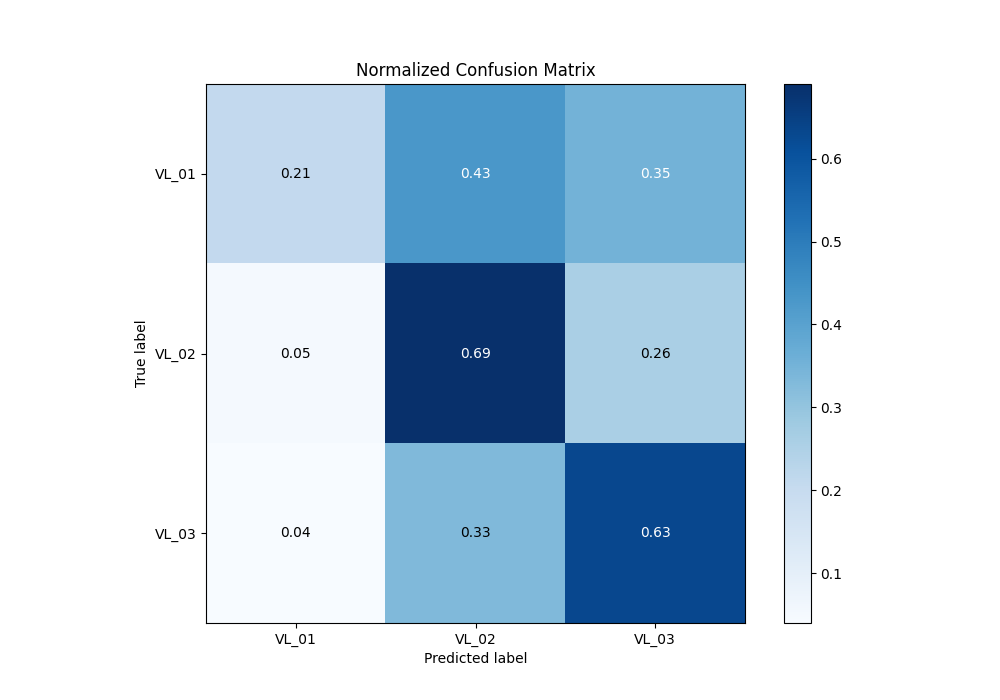 Normalized Confusion Matrix
VL_01 0.21 0.43 0.35
VL_02 0.05 0.69 0.26
VL_03 0.04 0.33 0.63
VL_01 VL_02 VL_03
Predicted label
True label
0.6
0.5
0.4
0.3
0.2
0.1